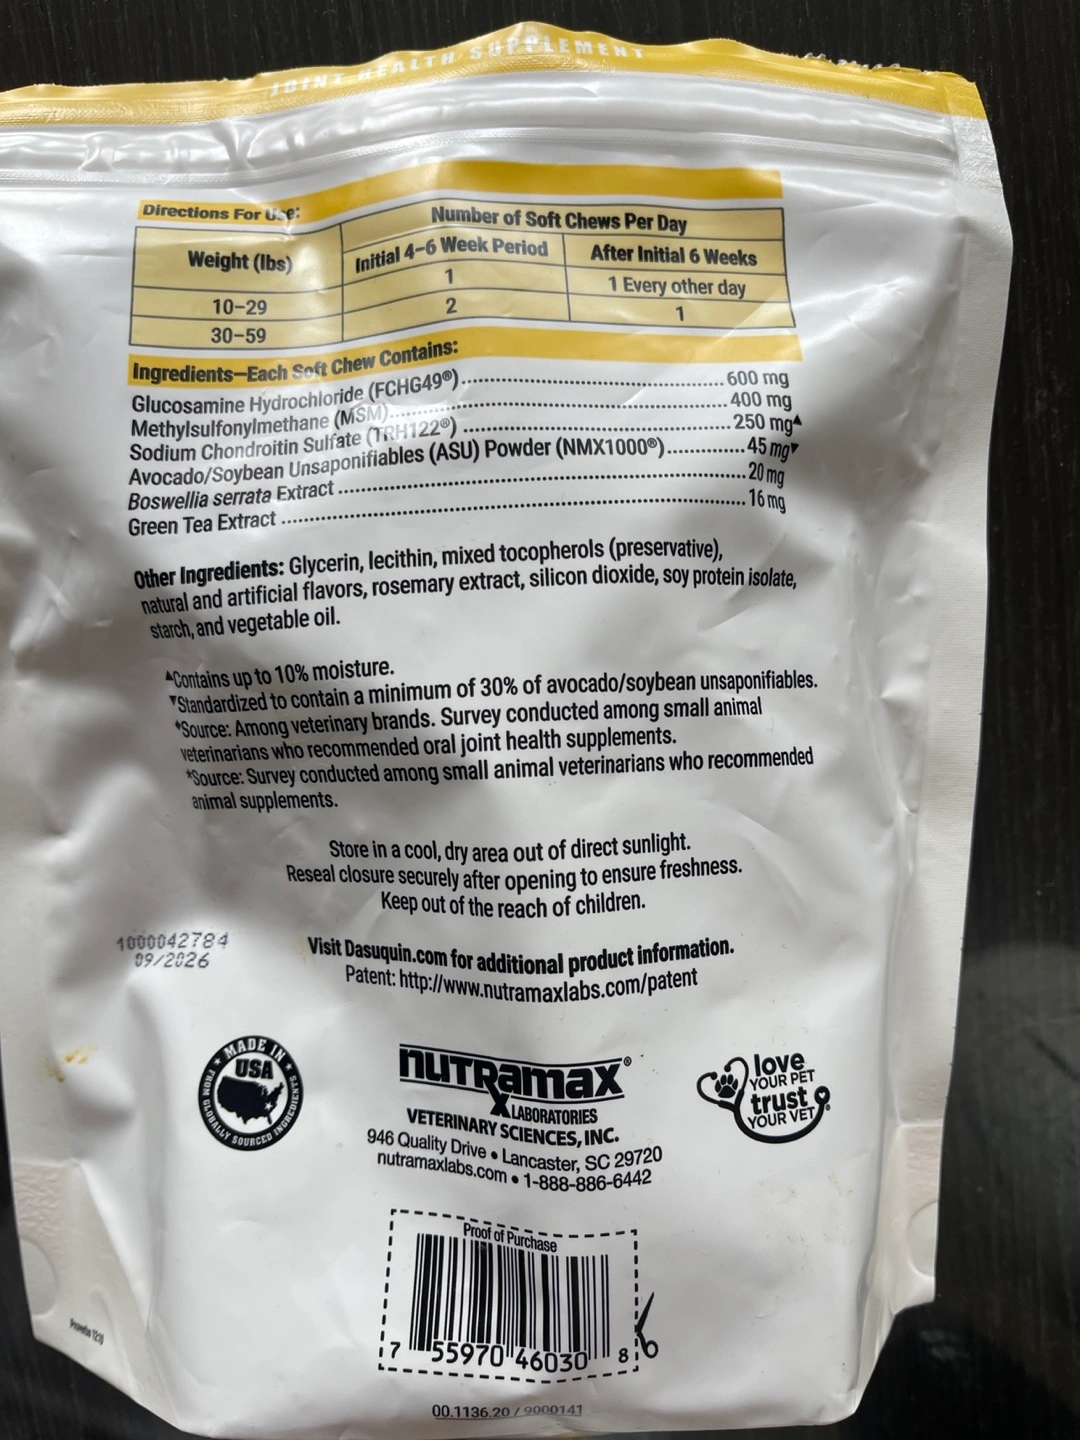 JOINT HEALTH SUPPLEMENT
Directions For Use:
Number of Soft Chews Per Day
Weight (lbs)
Initial 4–6 Week Period
After Initial 6 Weeks
10–29
1
1 Every other day
30–59
2
1
Ingredients—Each Soft Chew Contains:
Glucosamine Hydrochloride (FCHG49®) 600 mg
Methylsulfonylmethane (MSM) 400 mg
Sodium Chondroitin Sulfate (TRH122®) 250 mg▲
Avocado/Soybean Unsaponifiables (ASU) Powder (NMX1000®) 45 mg▼
Boswellia serrata Extract 20 mg
Green Tea Extract 16 mg
Other Ingredients: Glycerin, lecithin, mixed tocopherols (preservative),
natural and artificial flavors, rosemary extract, silicon dioxide, soy protein isolate,
starch, and vegetable oil.
▲Contains up to 10% moisture.
▼Standardized to contain a minimum of 30% of avocado/soybean unsaponifiables.
♦Source: Among veterinary brands. Survey conducted among small animal
veterinarians who recommended oral joint health supplements.
*Source: Survey conducted among small animal veterinarians who recommended
animal supplements.
Store in a cool, dry area out of direct sunlight.
Reseal closure securely after opening to ensure freshness.
Keep out of the reach of children.
1000042784
09/2026
Visit Dasuquin.com for additional product information.
Patent: http://www.nutramaxlabs.com/patent
MADE IN
USA
FROM GLOBALLY SOURCED INGREDIENTS
nutramax®
LABORATORIES
VETERINARY SCIENCES, INC.
946 Quality Drive • Lancaster, SC 29720
nutramaxlabs.com • 1-888-886-6442
love
YOUR PET
trust
YOUR VET®
Proof of Purchase
7 55970 46030 8
Proverbs 12:10
00.1136.20 / 9000141